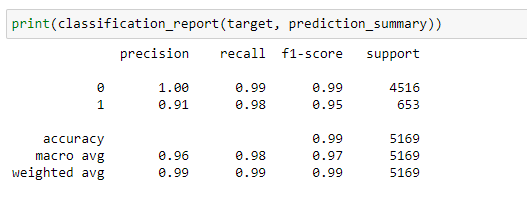 print(classification_report(target, prediction_summary))
precision recall f1-score support
0 1.00 0.99 0.99 4516
1 0.91 0.98 0.95 653
accuracy 0.99 5169
macro avg 0.96 0.98 0.97 5169
weighted avg 0.99 0.99 0.99 5169